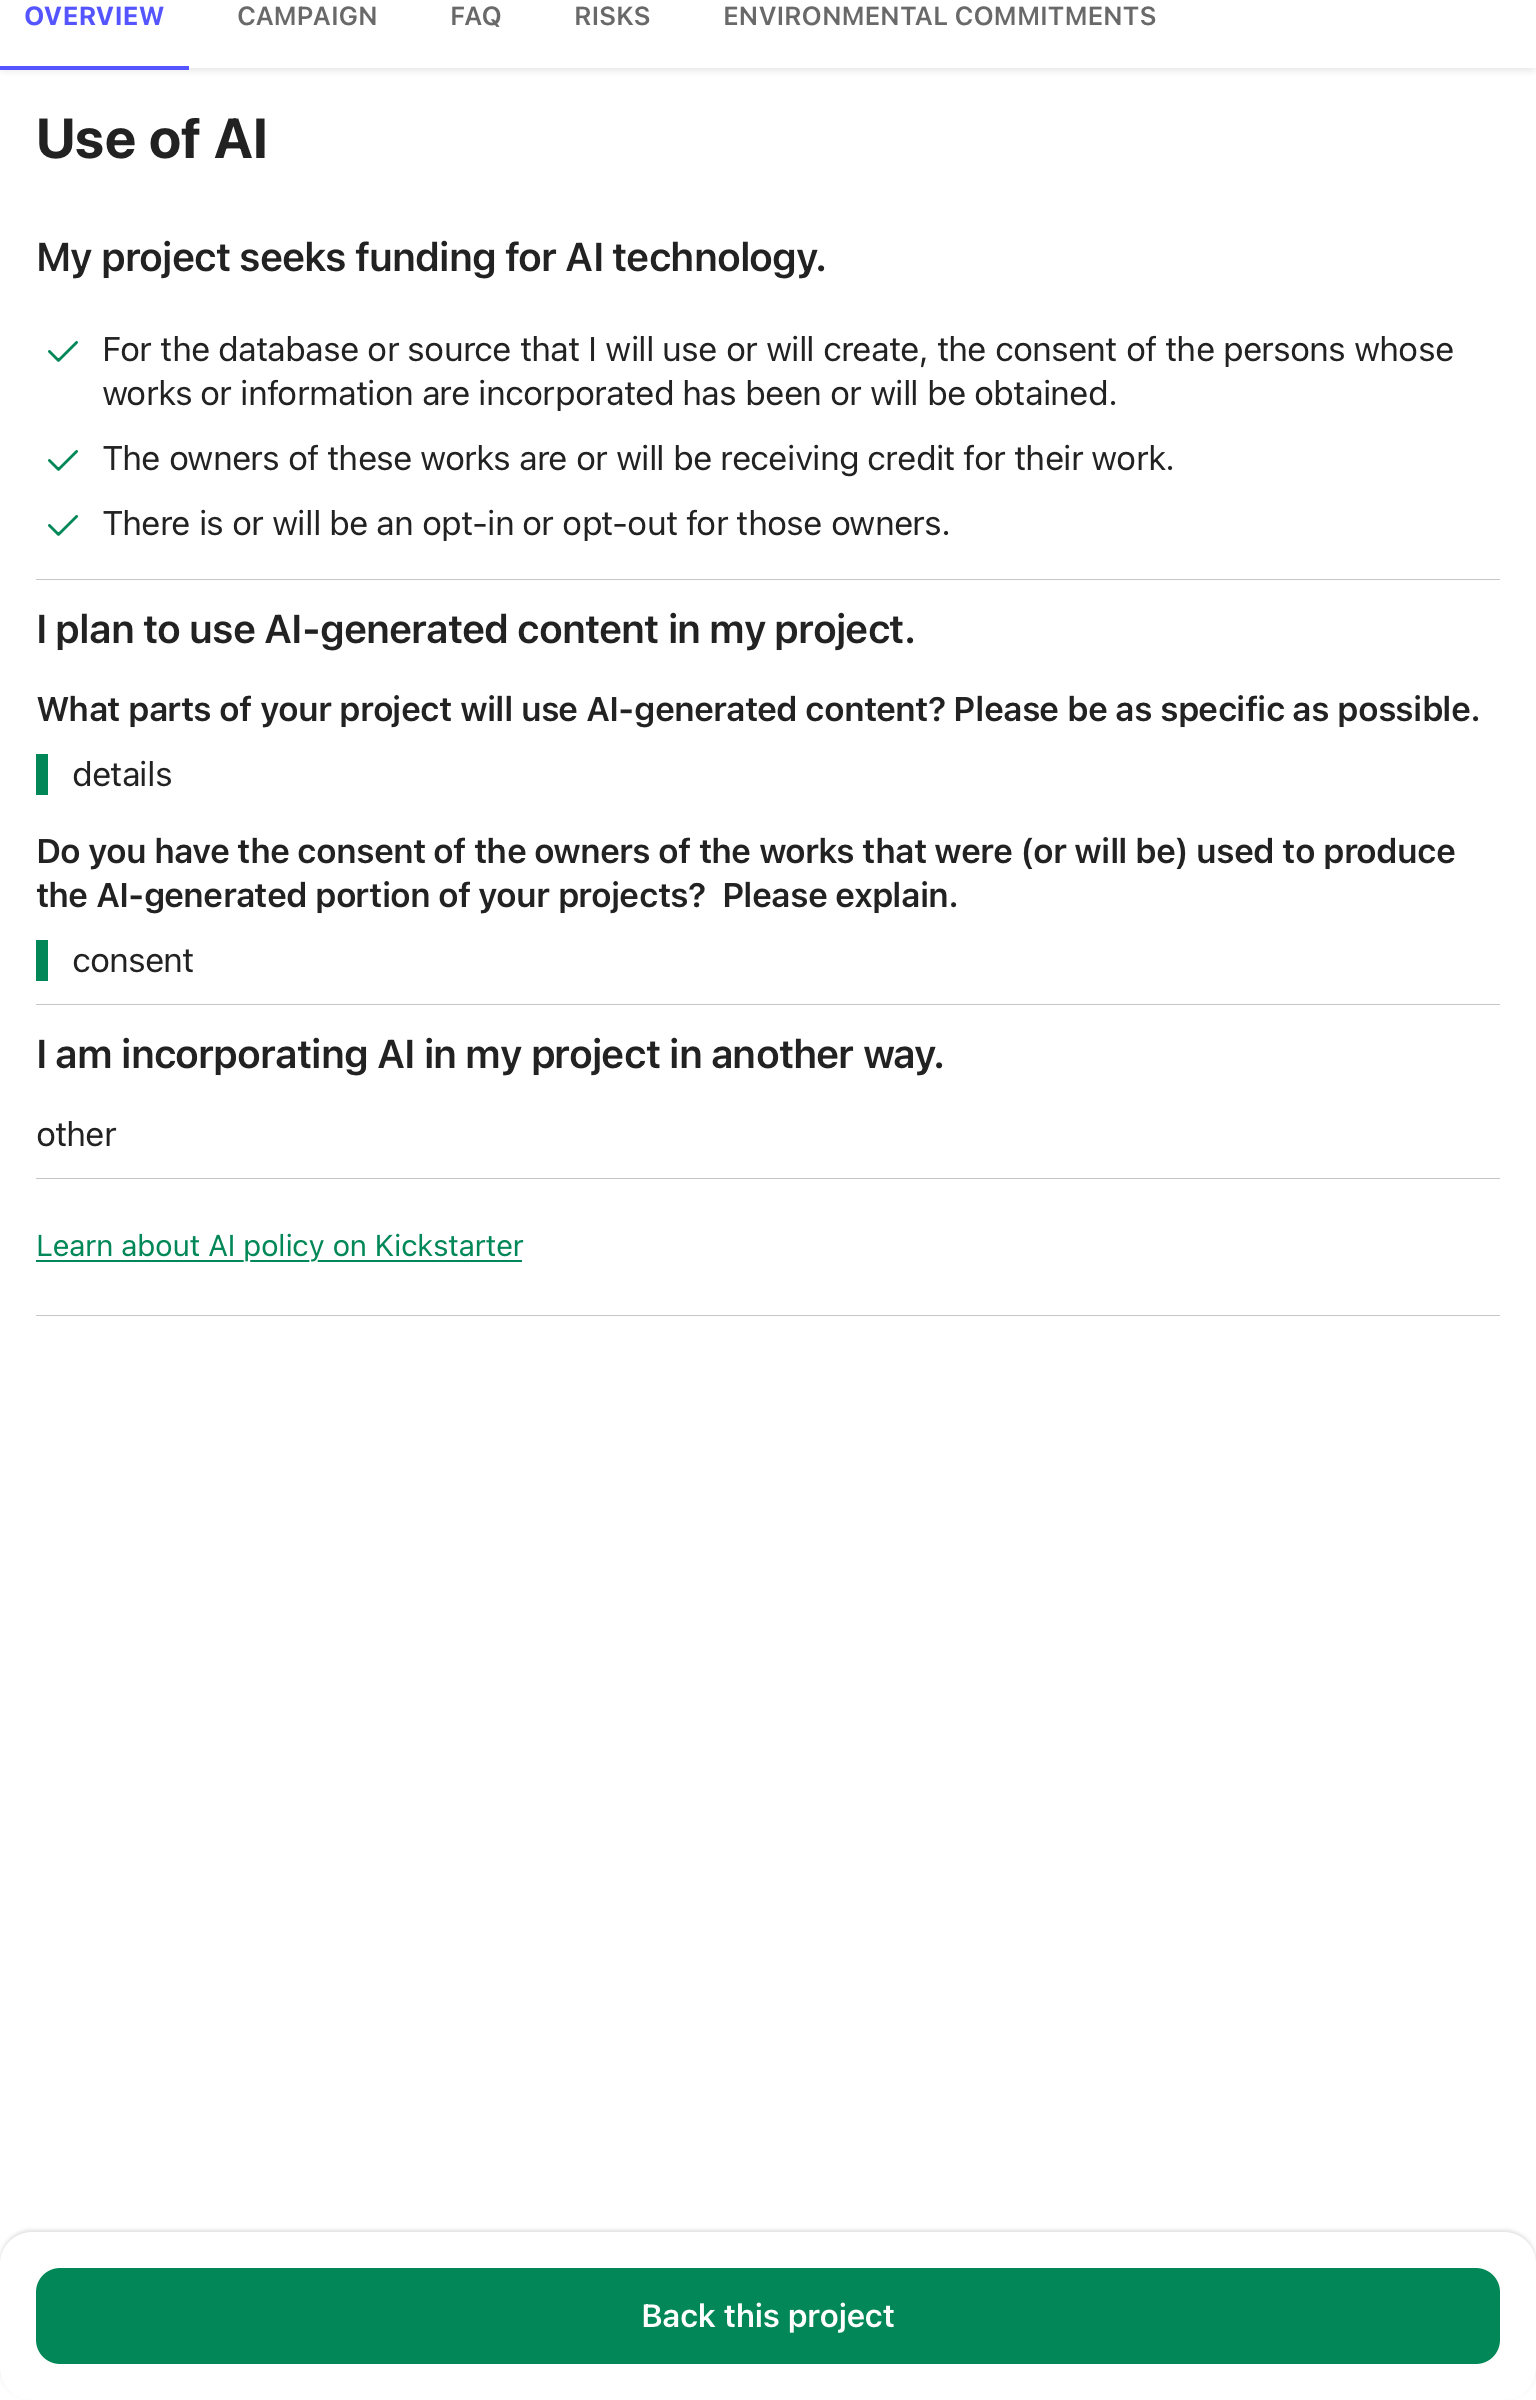 OVERVIEW CAMPAIGN FAQ RISKS ENVIRONMENTAL COMMITMENTS
Use of AI
My project seeks funding for AI technology.
For the database or source that I will use or will create, the consent of the persons whose
works or information are incorporated has been or will be obtained.
The owners of these works are or will be receiving credit for their work.
There is or will be an opt-in or opt-out for those owners.
I plan to use AI-generated content in my project.
What parts of your project will use AI-generated content? Please be as specific as possible.
details
Do you have the consent of the owners of the works that were (or will be) used to produce
the AI-generated portion of your projects?  Please explain.
consent
I am incorporating AI in my project in another way.
other
Learn about AI policy on Kickstarter
Back this project